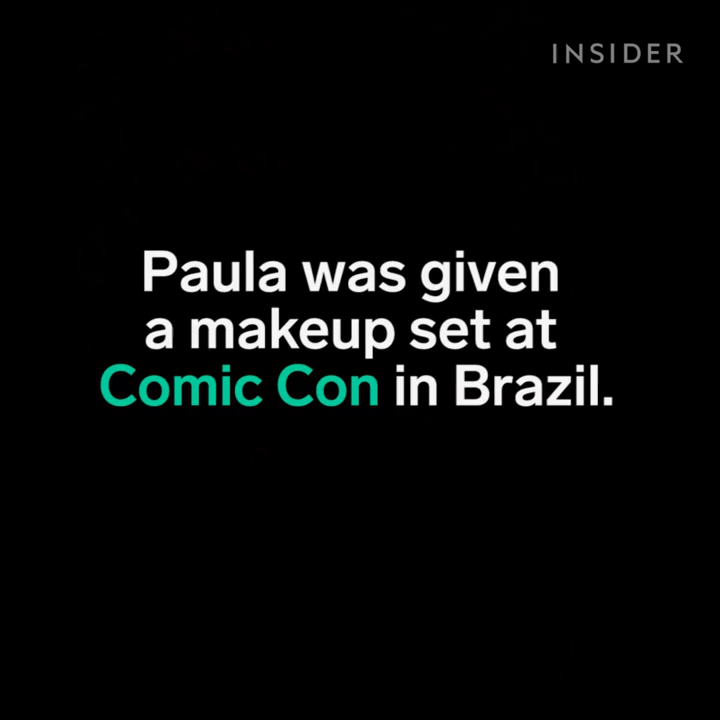 INSIDER
Paula was given
a makeup set at
Comic Con in Brazil.